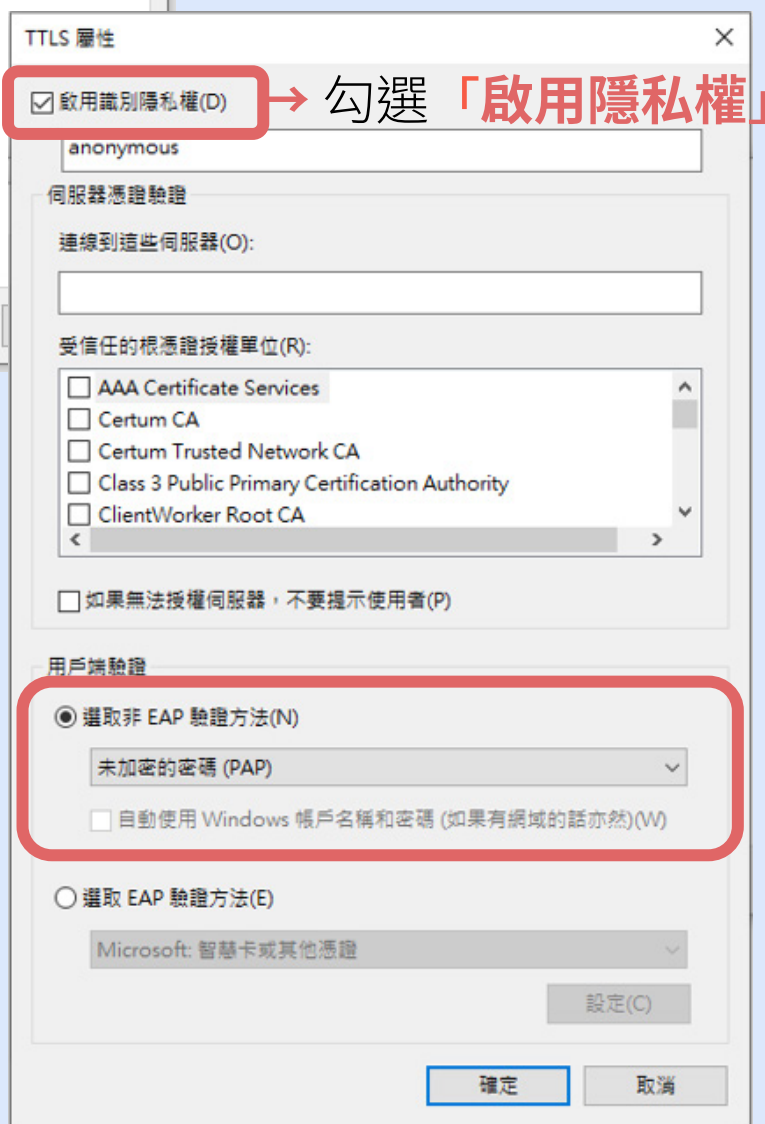 TTLS 屬性
啟用識別隱私權(D)
勾選「啟用隱私權」
anonymous
伺服器憑證驗證
連線到這些伺服器(O):
受信任的根憑證授權單位(R):
AAA Certificate Services
Certum CA
Certum Trusted Network CA
Class 3 Public Primary Certification Authority
ClientWorker Root CA
如果無法授權伺服器，不要提示使用者(P)
用戶端驗證
選取非 EAP 驗證方法(N)
未加密的密碼 (PAP)
自動使用 Windows 帳戶名稱和密碼 (如果有網域的話亦然)(W)
選取 EAP 驗證方法(E)
Microsoft: 智慧卡或其他憑證
設定(C)
確定
取消